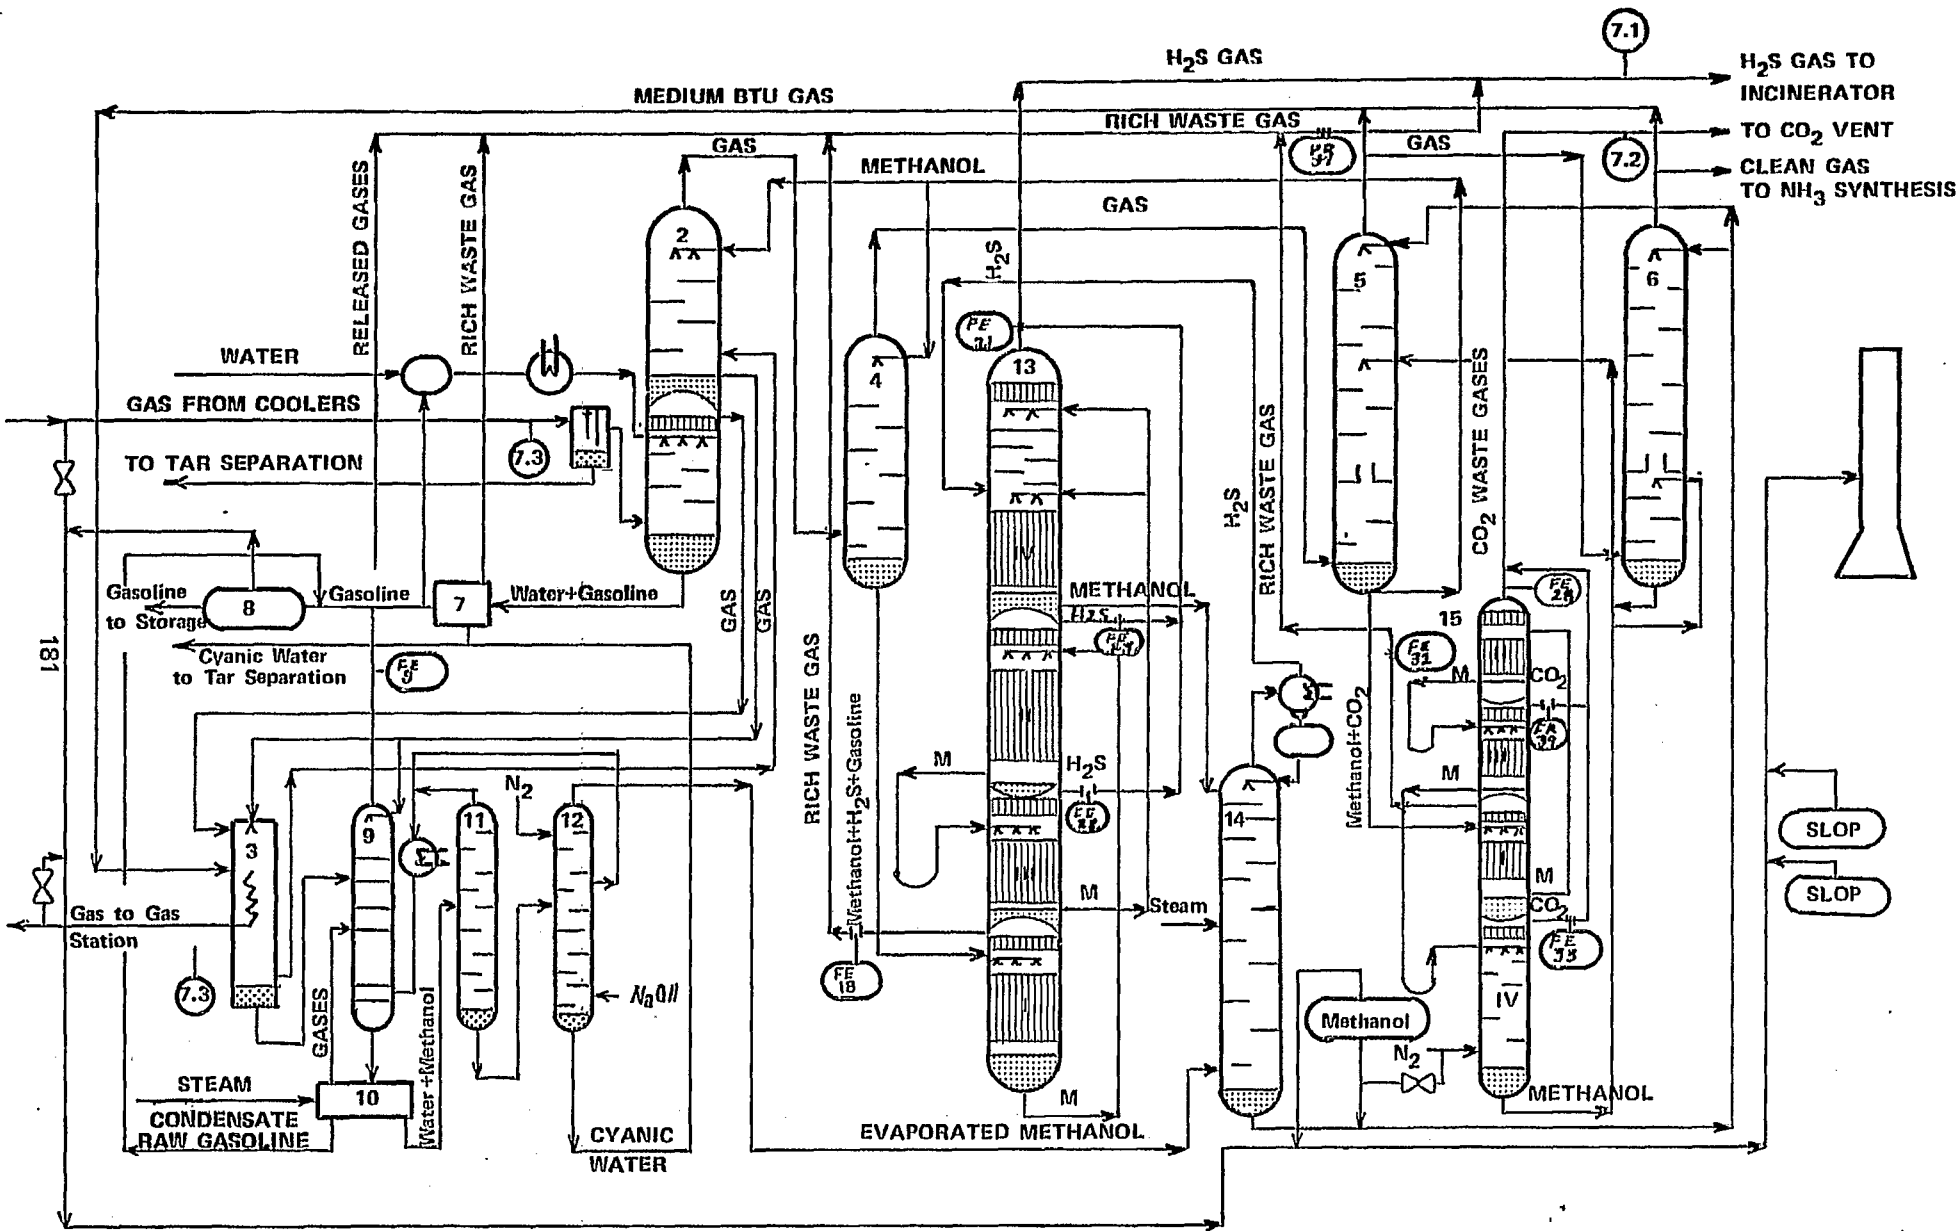 7.1
H2S GAS
H2S GAS TO
INCINERATOR
MEDIUM BTU GAS
RICH WASTE GAS
TO CO2 VENT
GAS
GAS
7.2
METHANOL
CLEAN GAS
TO NH3 SYNTHESIS
GAS
RELEASED GASES
RICH WASTE GAS
2
H2S
5
6
WATER
4
13
GAS FROM COOLERS
7.3
TO TAR SEPARATION
CO2 WASTE GASES
RICH WASTE GAS
H2S
IV
Gasoline
to Storage
8
Gasoline
7
Water+Gasoline
METHANOL
H2S
15
181
Cyanic Water
to Tar Separation
GAS
GAS
RICH WASTE GAS
M
CO2
Methanol+CO2
Methanol+H2S+Gasoline
M
H2S
M
N2
3
9
11
12
14
SLOP
M
SLOP
M
Steam
CO2
Gas to Gas
Station
FE
18
7.3
NaOH
GASES
Water+Methanol
IV
Methanol
N2
STEAM
10
M
METHANOL
CONDENSATE
RAW GASOLINE
CYANIC
WATER
EVAPORATED METHANOL